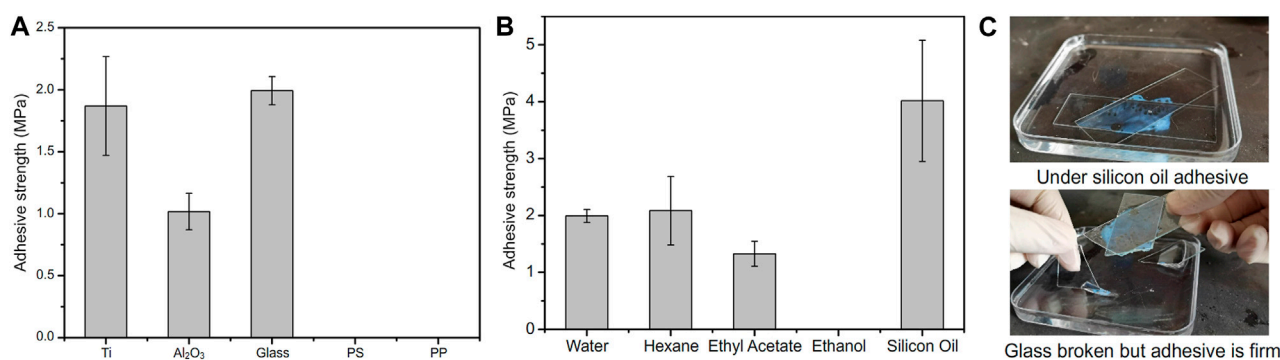 A
Adhesive strength (MPa)
2.5
2.0
1.5
1.0
0.5
0.0
Ti Al₂O₃ Glass PS PP
B
Adhesive strength (MPa)
5
4
3
2
1
0
Water Hexane Ethyl Acetate Ethanol Silicon Oil
C
Under silicon oil adhesive
Glass broken but adhesive is firm